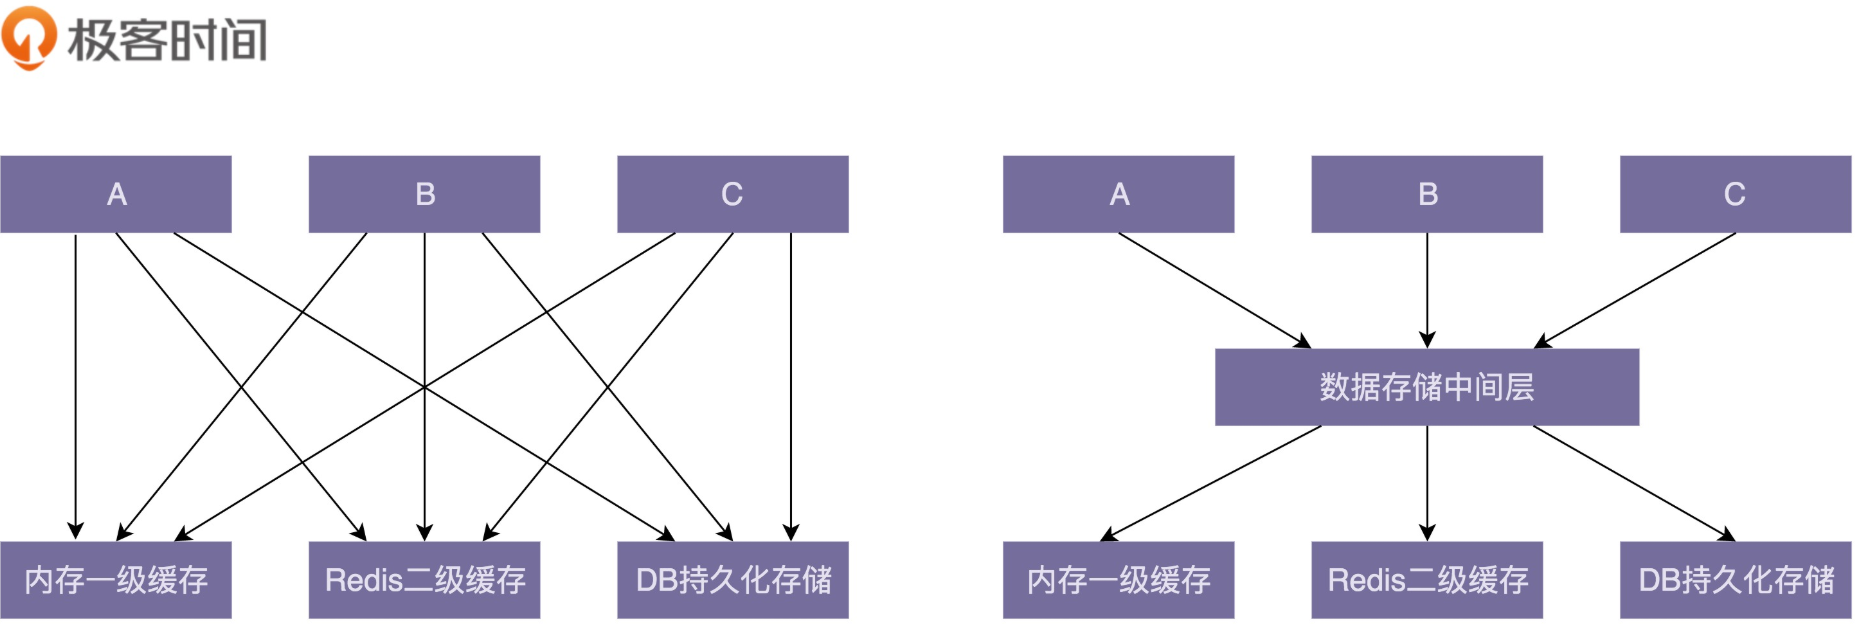 极客时间
A
B
C
A
B
C
数据存储中间层
内存一级缓存
Redis二级缓存
DB持久化存储
内存一级缓存
Redis二级缓存
DB持久化存储